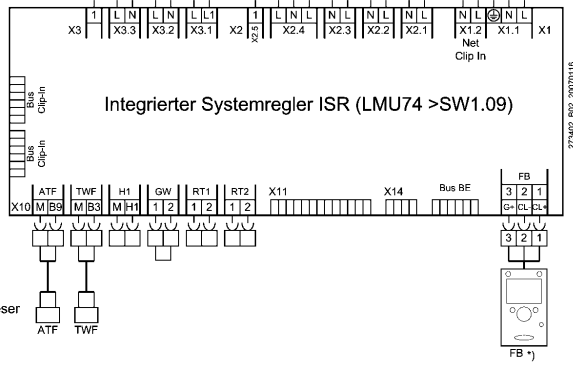 1 L N L N L L1 1 L N L N L N L N L N L N L
X3 X3.3 X3.2 X3.1 X2 X2.5 X2.4 X2.3 X2.2 X2.1 X1.2 X1.1 X1
Net
Clip In
Bus
Clip-In
Bus
Clip-In
Integrierter Systemregler ISR (LMU74 >SW1.09)
273402_B02_20070116
ATF TWF H1 GW RT1 RT2 X11 X14 Bus BE FB
3 2 1
X10 M B9 M B3 M H1 1 2 1 2 1 2 G+ CL- CL+
3 2 1
eser
ATF TWF
FB *)